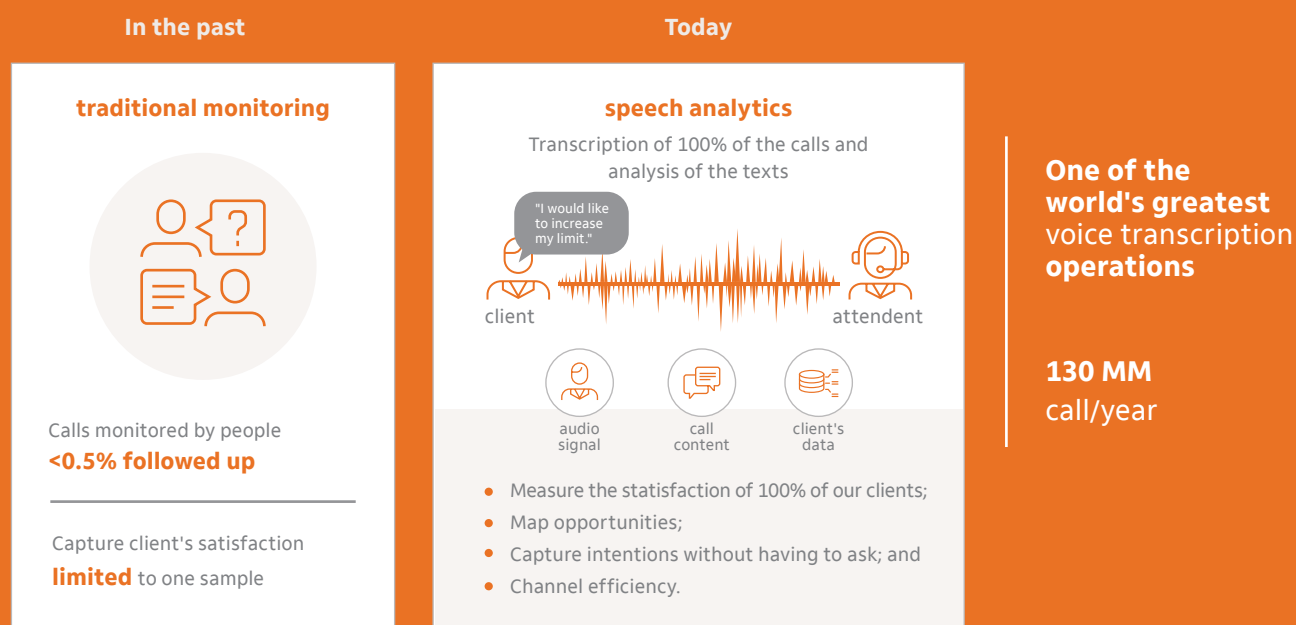 In the past
traditional monitoring
Calls monitored by people
<0.5% followed up
Capture client's satisfaction
limited to one sample
Today
speech analytics
Transcription of 100% of the calls and
analysis of the texts
"I would like
to increase
my limit."
client
attendent
audio
signal
call
content
client's
data
Measure the statisfaction of 100% of our clients;
Map opportunities;
Capture intentions without having to ask; and
Channel efficiency.
One of the
world's greatest
voice transcription
operations
130 MM
call/year